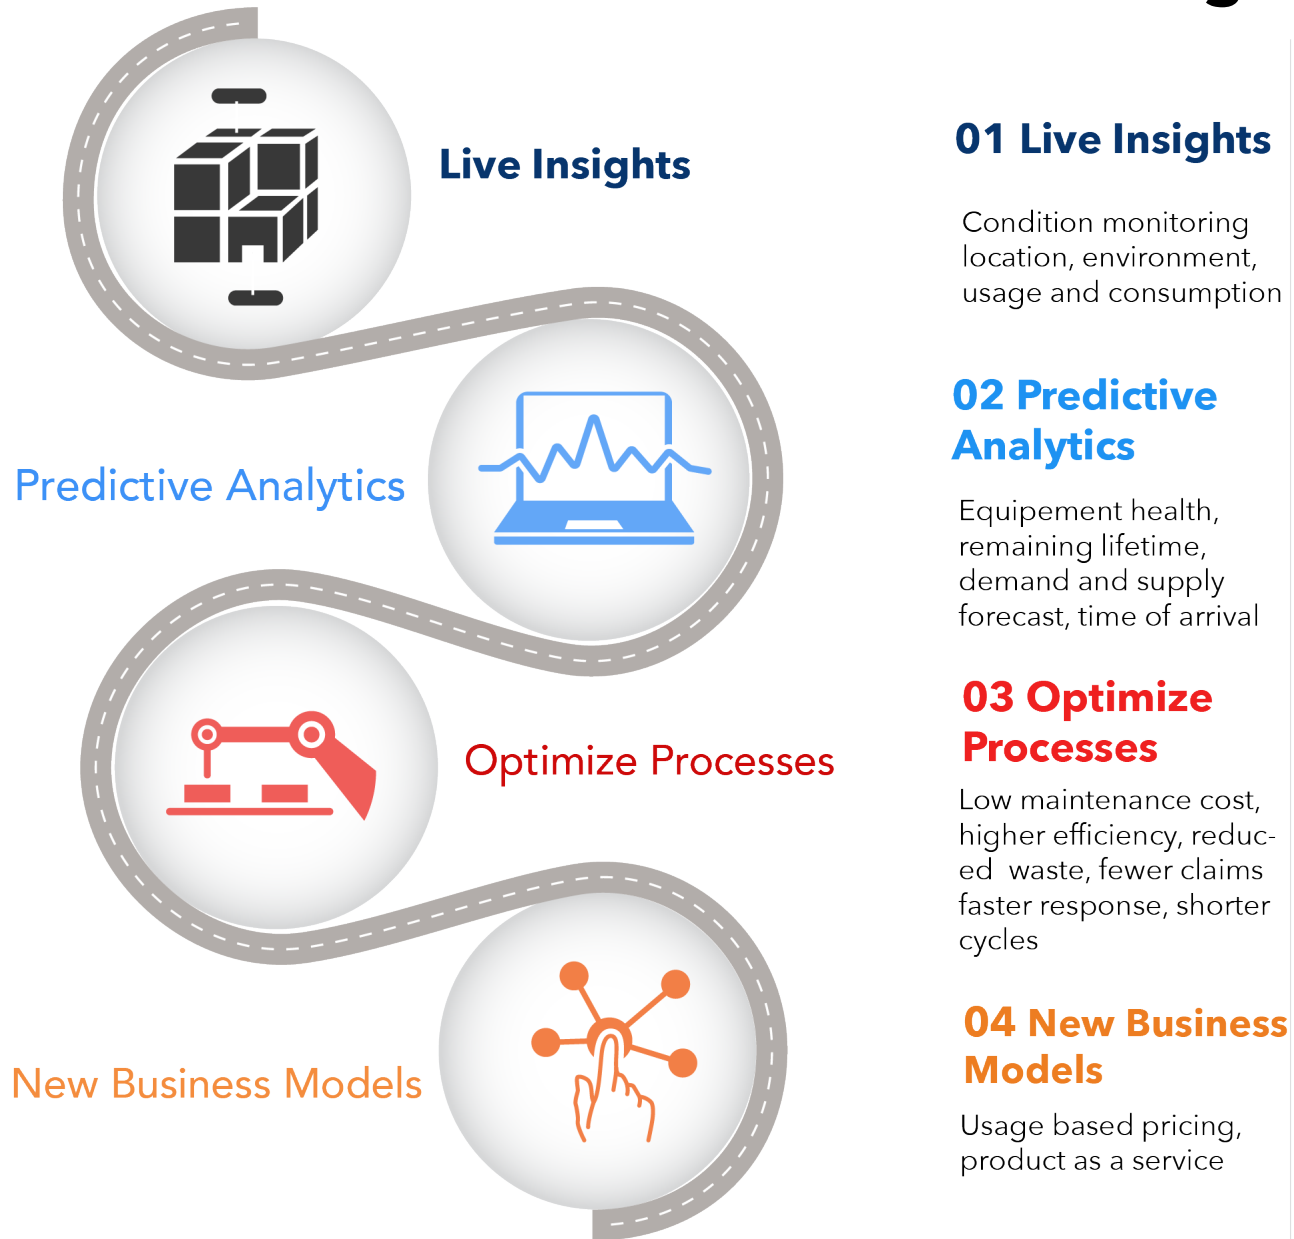 Live Insights
Predictive Analytics
Optimize Processes
New Business Models
01 Live Insights
Condition monitoring
location, environment,
usage and consumption
02 Predictive
Analytics
Equipement health,
remaining lifetime,
demand and supply
forecast, time of arrival
03 Optimize
Processes
Low maintenance cost,
higher efficiency, reduc-
ed  waste, fewer claims
faster response, shorter
cycles
04 New Business
Models
Usage based pricing,
product as a service